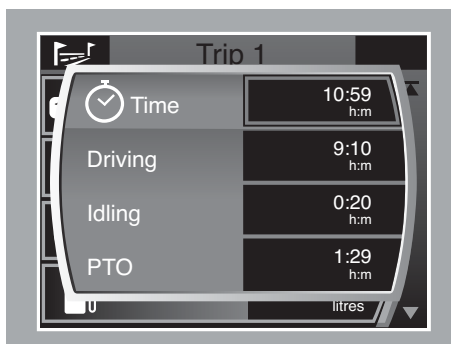 Trip 1
Time
10:59
h:m
Driving
9:10
h:m
Idling
0:20
h:m
PTO
1:29
h:m
litres